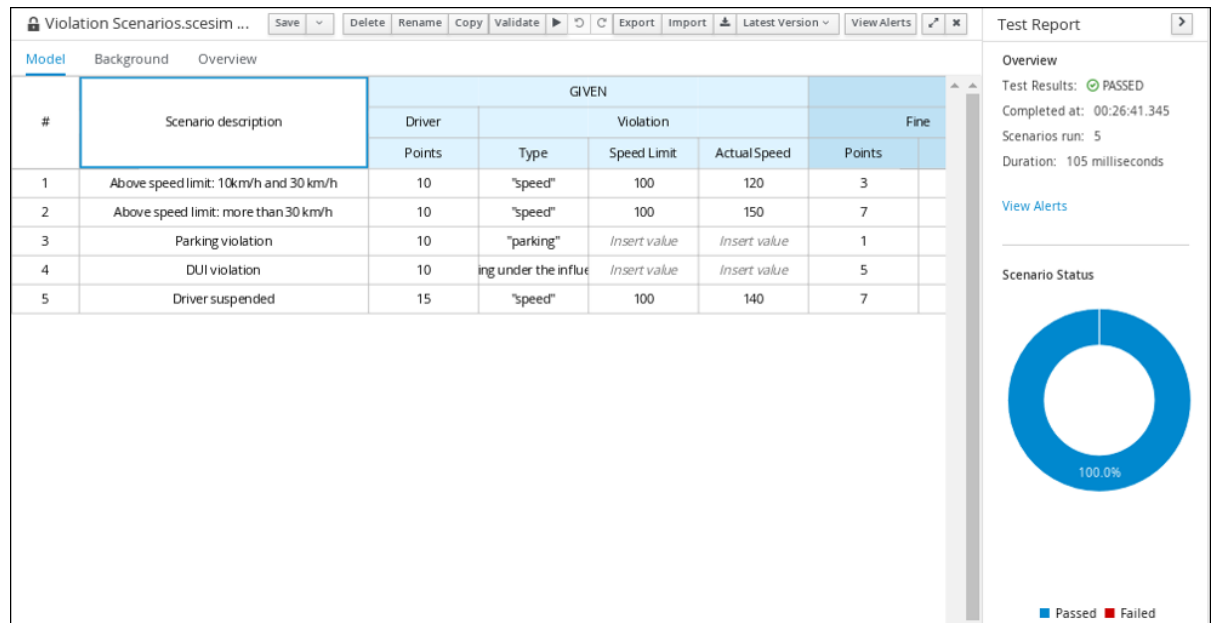 Violation Scenarios.scesim ... Save Delete Rename Copy Validate Export Import Latest Version View Alerts
Model Background Overview
# Scenario description GIVEN
Driver Violation Fine
Points Type Speed Limit Actual Speed Points
1 Above speed limit: 10km/h and 30 km/h 10 "speed" 100 120 3
2 Above speed limit: more than 30 km/h 10 "speed" 100 150 7
3 Parking violation 10 "parking" Insert value Insert value 1
4 DUI violation 10 ing under the influe Insert value Insert value 5
5 Driver suspended 15 "speed" 100 140 7
Test Report
Overview
Test Results: PASSED
Completed at: 00:26:41.345
Scenarios run: 5
Duration: 105 milliseconds
View Alerts
Scenario Status
100.0%
Passed Failed